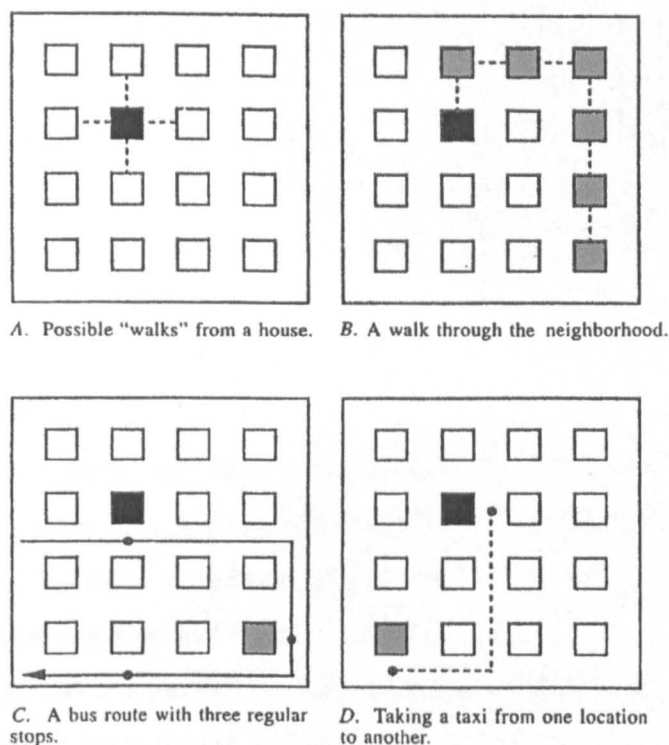 A. Possible "walks" from a house.
B. A walk through the neighborhood.
C. A bus route with three regular
stops.
D. Taking a taxi from one location
to another.